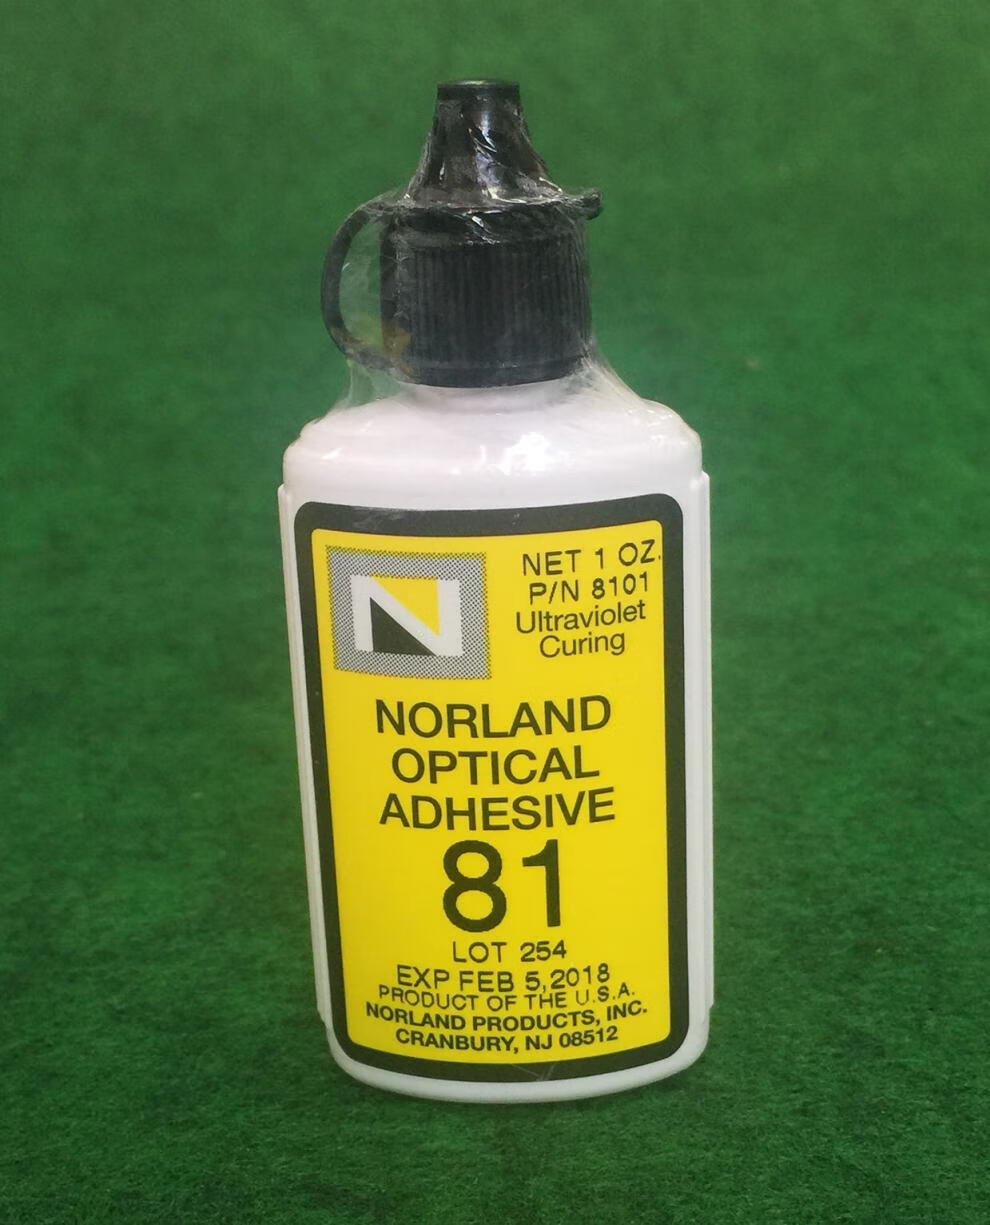 N
NET 1 OZ.
P/N 8101
Ultraviolet
Curing
NORLAND
OPTICAL
ADHESIVE
81
LOT 254
EXP FEB 5,2018
PRODUCT OF THE U.S.A.
NORLAND PRODUCTS, INC.
CRANBURY, NJ 08512